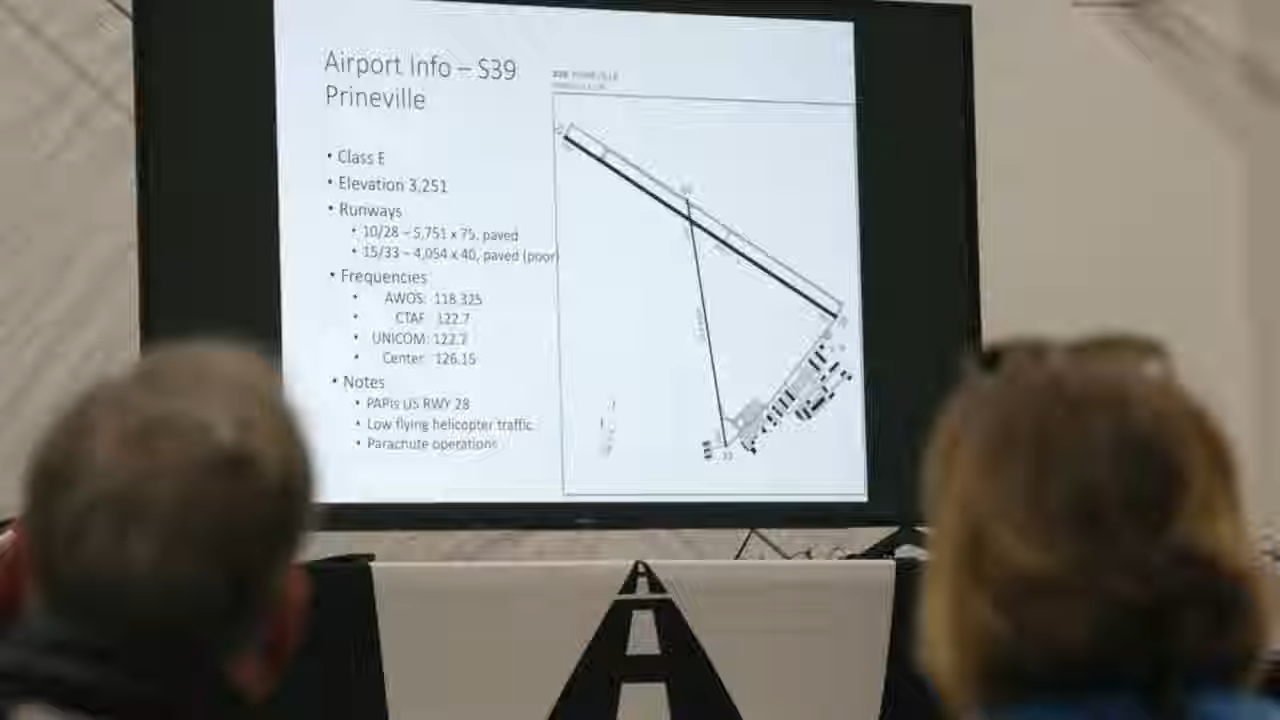 Airport Info – S39
Prineville
• Class E
• Elevation 3,251
• Runways
• 10/28 – 5,751 x 75, paved
• 15/33 – 4,054 x 40, paved (poor)
• Frequencies
• AWOS: 118.325
• CTAF: 122.7
• UNICOM: 122.7
• Center: 126.15
• Notes
• PAPIs US RWY 28
• Low flying helicopter traffic
• Parachute operations